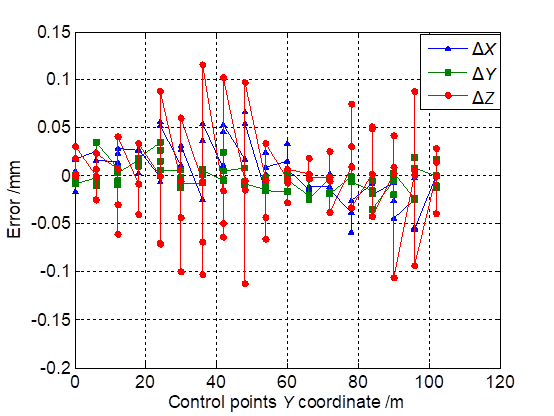 0.15
0.1
0.05
0
-0.05
-0.1
-0.15
-0.2
0 20 40 60 80 100 120
Error /mm
Control points Y coordinate /m
ΔX
ΔY
ΔZ